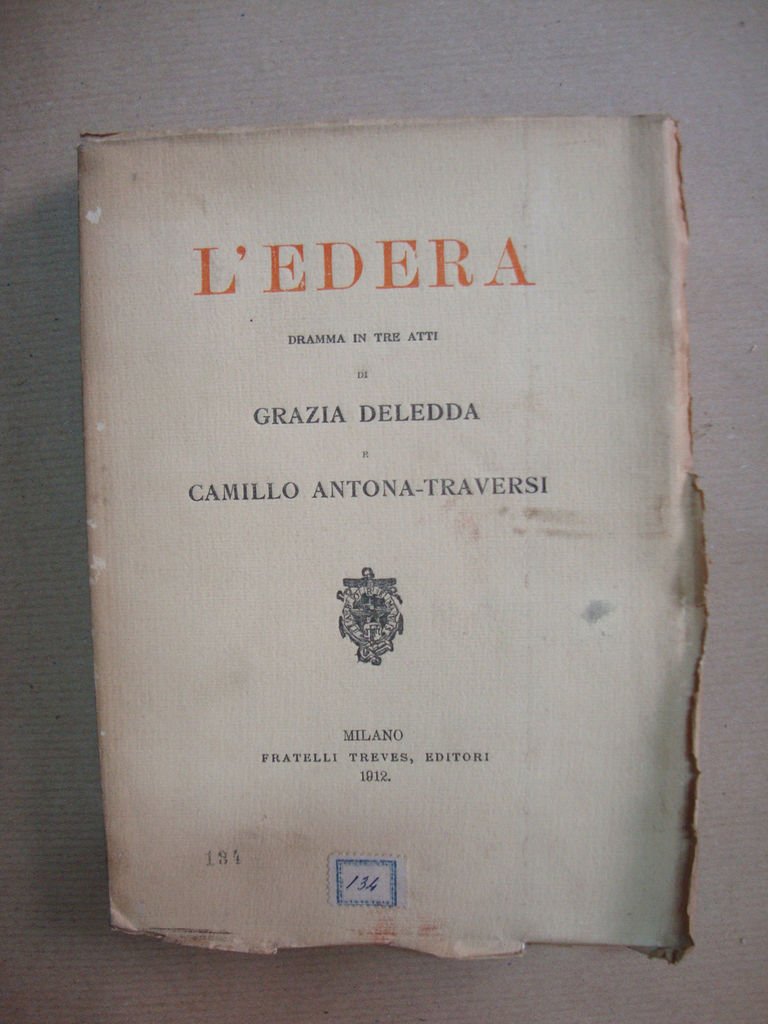 L'EDERA
DRAMMA IN TRE ATTI
DI
GRAZIA DELEDDA
E
CAMILLO ANTONA-TRAVERSI
MILANO
FRATELLI TREVES, EDITORI
1912.
134
134